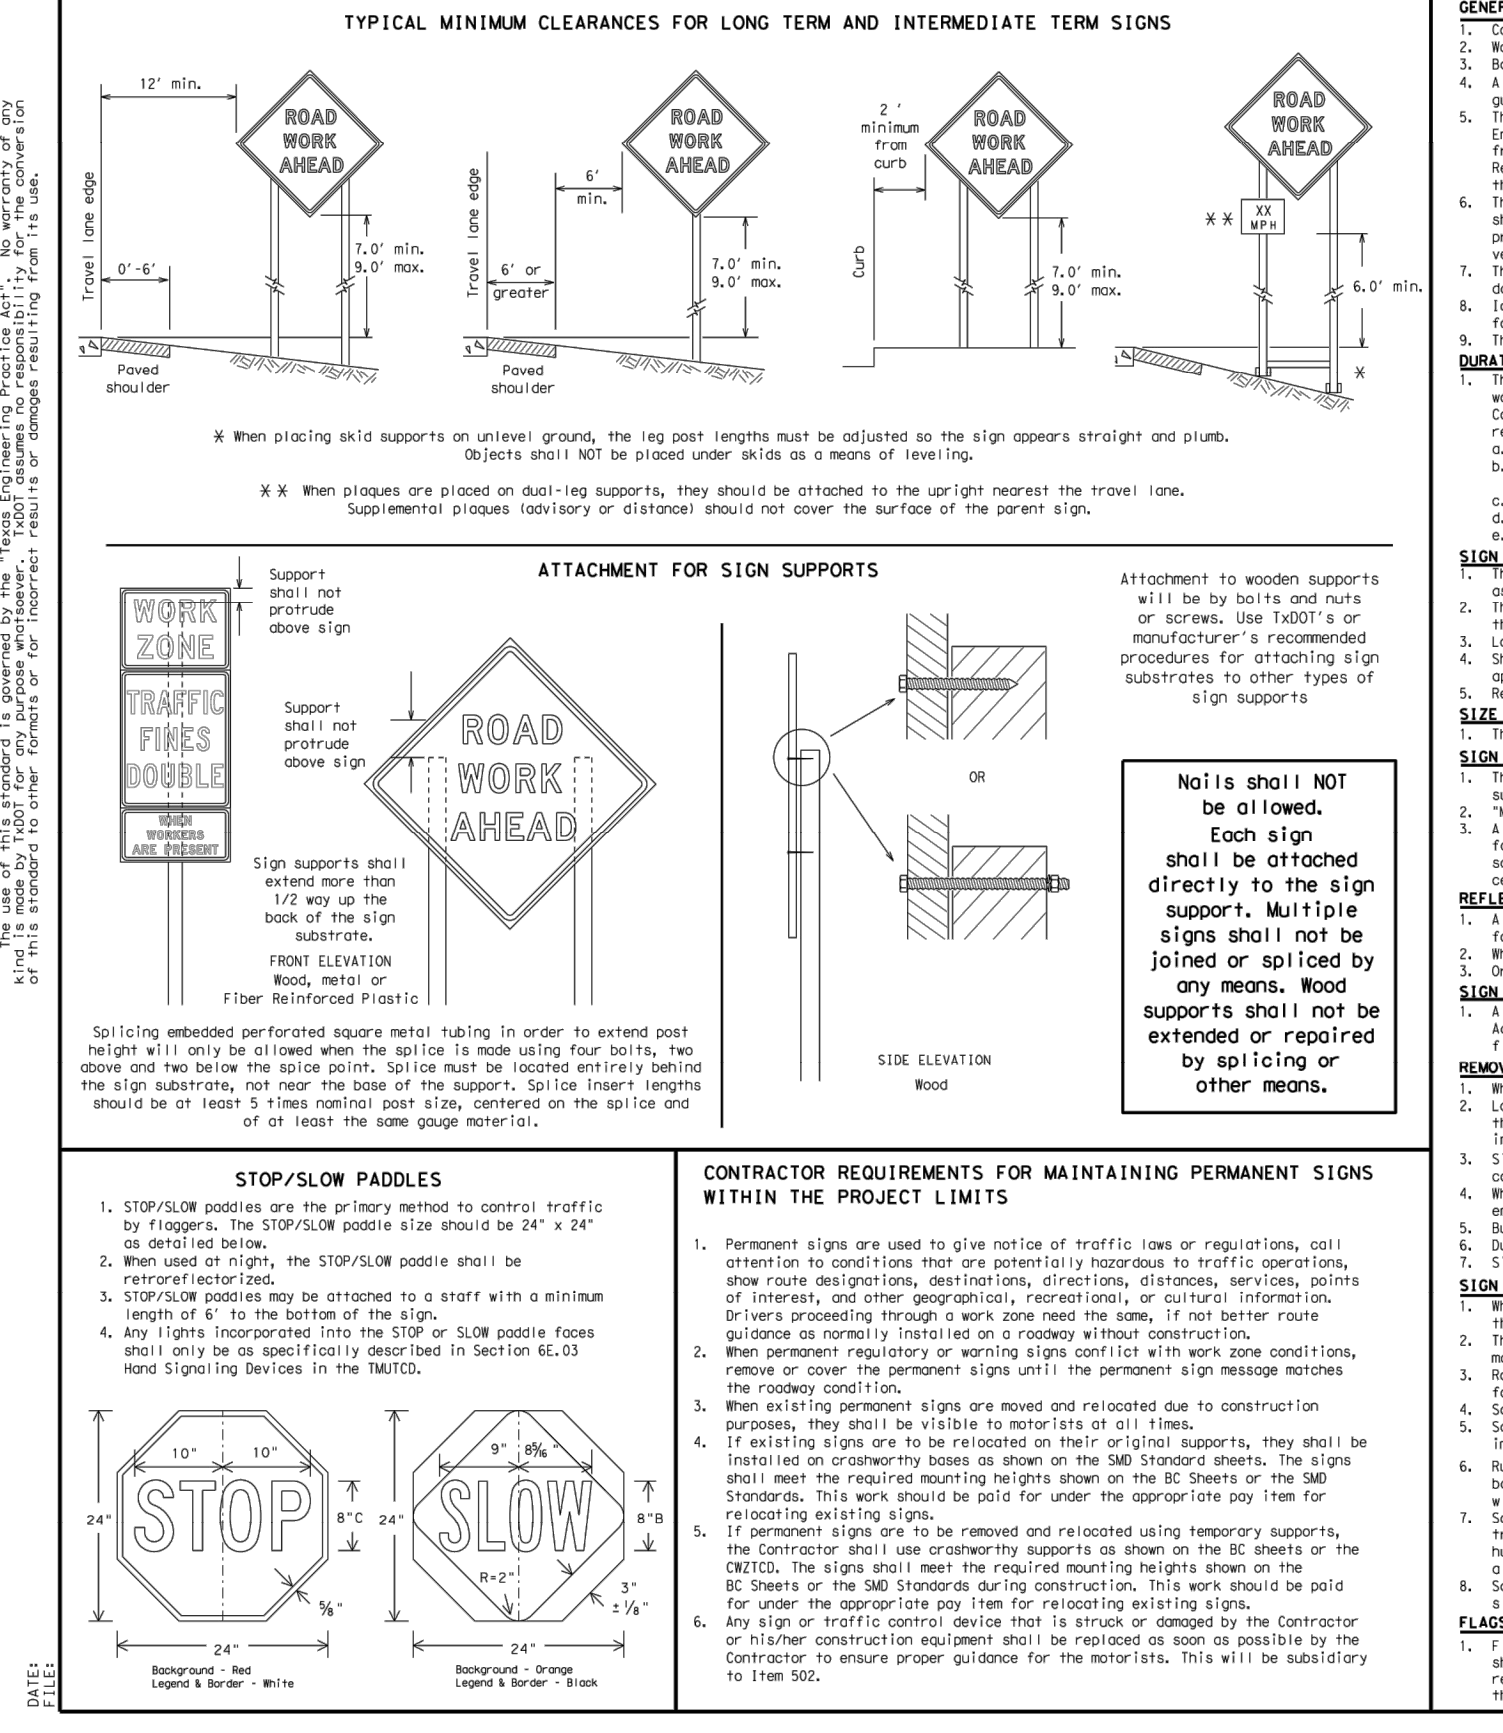 TYPICAL MINIMUM CLEARANCES FOR LONG TERM AND INTERMEDIATE TERM SIGNS
12' min.
Travel lane edge
0'-6'
Paved
shoulder
ROAD
WORK
AHEAD
7.0' min.
9.0' max.
Travel lane edge
6' or
greater
6'
min.
Paved
shoulder
ROAD
WORK
AHEAD
7.0' min.
9.0' max.
2 '
minimum
from
curb
Curb
ROAD
WORK
AHEAD
7.0' min.
9.0' max.
ROAD
WORK
AHEAD
* *
XX
MPH
6.0' min.
*
* When placing skid supports on unlevel ground, the leg post lengths must be adjusted so the sign appears straight and plumb.
Objects shall NOT be placed under skids as a means of leveling.
* * When plaques are placed on dual-leg supports, they should be attached to the upright nearest the travel lane.
Supplemental plaques (advisory or distance) should not cover the surface of the parent sign.
ATTACHMENT FOR SIGN SUPPORTS
WORK
ZONE
TRAFFIC
FINES
DOUBLE
WHEN
WORKERS
ARE PRESENT
Support
shall not
protrude
above sign
Support
shall not
protrude
above sign
ROAD
WORK
AHEAD
Sign supports shall
extend more than
1/2 way up the
back of the sign
substrate.
FRONT ELEVATION
Wood, metal or
Fiber Reinforced Plastic
Splicing embedded perforated square metal tubing in order to extend post
height will only be allowed when the splice is made using four bolts, two
above and two below the spice point. Splice must be located entirely behind
the sign substrate, not near the base of the support. Splice insert lengths
should be at least 5 times nominal post size, centered on the splice and
of at least the same gauge material.
OR
SIDE ELEVATION
Wood
Attachment to wooden supports
will be by bolts and nuts
or screws. Use TxDOT's or
manufacturer's recommended
procedures for attaching sign
substrates to other types of
sign supports
Nails shall NOT
be allowed.
Each sign
shall be attached
directly to the sign
support. Multiple
signs shall not be
joined or spliced by
any means. Wood
supports shall not be
extended or repaired
by splicing or
other means.
STOP/SLOW PADDLES
1. STOP/SLOW paddles are the primary method to control traffic
by flaggers. The STOP/SLOW paddle size should be 24" x 24"
as detailed below.
2. When used at night, the STOP/SLOW paddle shall be
retroreflectorized.
3. STOP/SLOW paddles may be attached to a staff with a minimum
length of 6' to the bottom of the sign.
4. Any lights incorporated into the STOP or SLOW paddle faces
shall only be as specifically described in Section 6E.03
Hand Signaling Devices in the TMUTCD.
10" 10"
STOP
24"
8"C
5/8"
24"
Background - Red
Legend & Border - White
9" 8 5/16 "
SLOW
24"
8"B
R=2"
3"
± 1/8"
24"
Background - Orange
Legend & Border - Black
CONTRACTOR REQUIREMENTS FOR MAINTAINING PERMANENT SIGNS
WITHIN THE PROJECT LIMITS
1. Permanent signs are used to give notice of traffic laws or regulations, call
attention to conditions that are potentially hazardous to traffic operations,
show route designations, destinations, directions, distances, services, points
of interest, and other geographical, recreational, or cultural information.
Drivers proceeding through a work zone need the same, if not better route
guidance as normally installed on a roadway without construction.
2. When permanent regulatory or warning signs conflict with work zone conditions,
remove or cover the permanent signs until the permanent sign message matches
the roadway condition.
3. When existing permanent signs are moved and relocated due to construction
purposes, they shall be visible to motorists at all times.
4. If existing signs are to be relocated on their original supports, they shall be
installed on crashworthy bases as shown on the SMD Standard sheets. The signs
shall meet the required mounting heights shown on the BC Sheets or the SMD
Standards. This work should be paid for under the appropriate pay item for
relocating existing signs.
5. If permanent signs are to be removed and relocated using temporary supports,
the Contractor shall use crashworthy supports as shown on the BC sheets or the
CWZTCD. The signs shall meet the required mounting heights shown on the
BC Sheets or the SMD Standards during construction. This work should be paid
for under the appropriate pay item for relocating existing signs.
6. Any sign or traffic control device that is struck or damaged by the Contractor
or his/her construction equipment shall be replaced as soon as possible by the
Contractor to ensure proper guidance for the motorists. This will be subsidiary
to Item 502.
The use of this standard is governed by the "Texas Engineering Practice Act". No warranty of any
kind is made by TxDOT for any purpose whatsoever. TxDOT assumes no responsibility for the conversion
of this standard to other formats or for incorrect results or damages resulting from its use.
DATE:
FILE:
SIGN
SIZE
SIGN
SIGN
SIGN
FLAGS